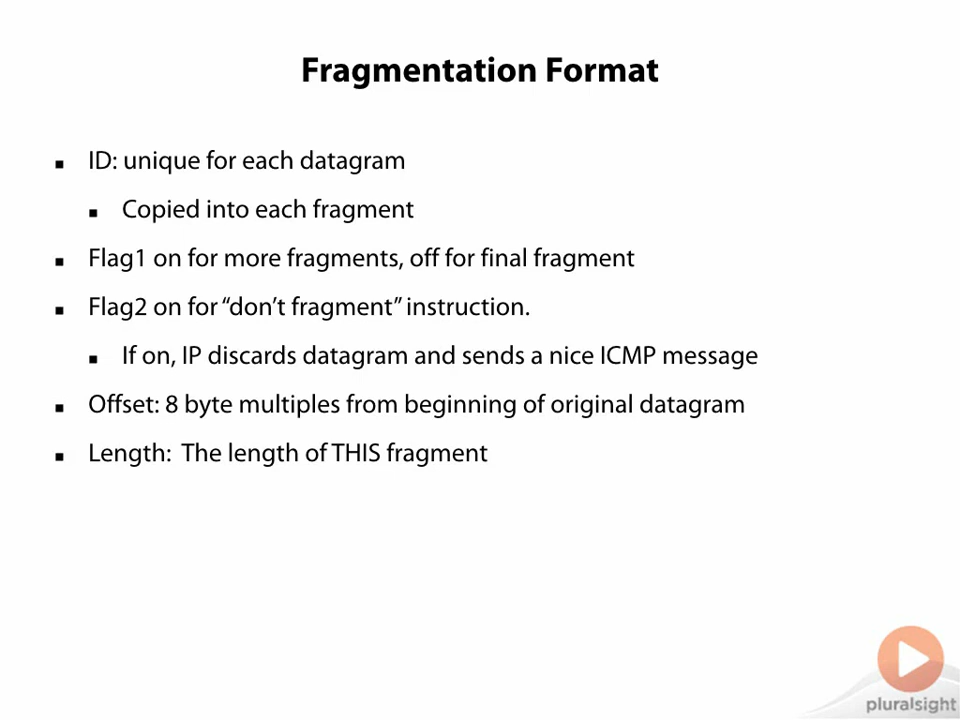 Fragmentation Format
ID: unique for each datagram
Copied into each fragment
Flag1 on for more fragments, off for final fragment
Flag2 on for “don’t fragment” instruction.
If on, IP discards datagram and sends a nice ICMP message
Offset: 8 byte multiples from beginning of original datagram
Length:  The length of THIS fragment
pluralsight